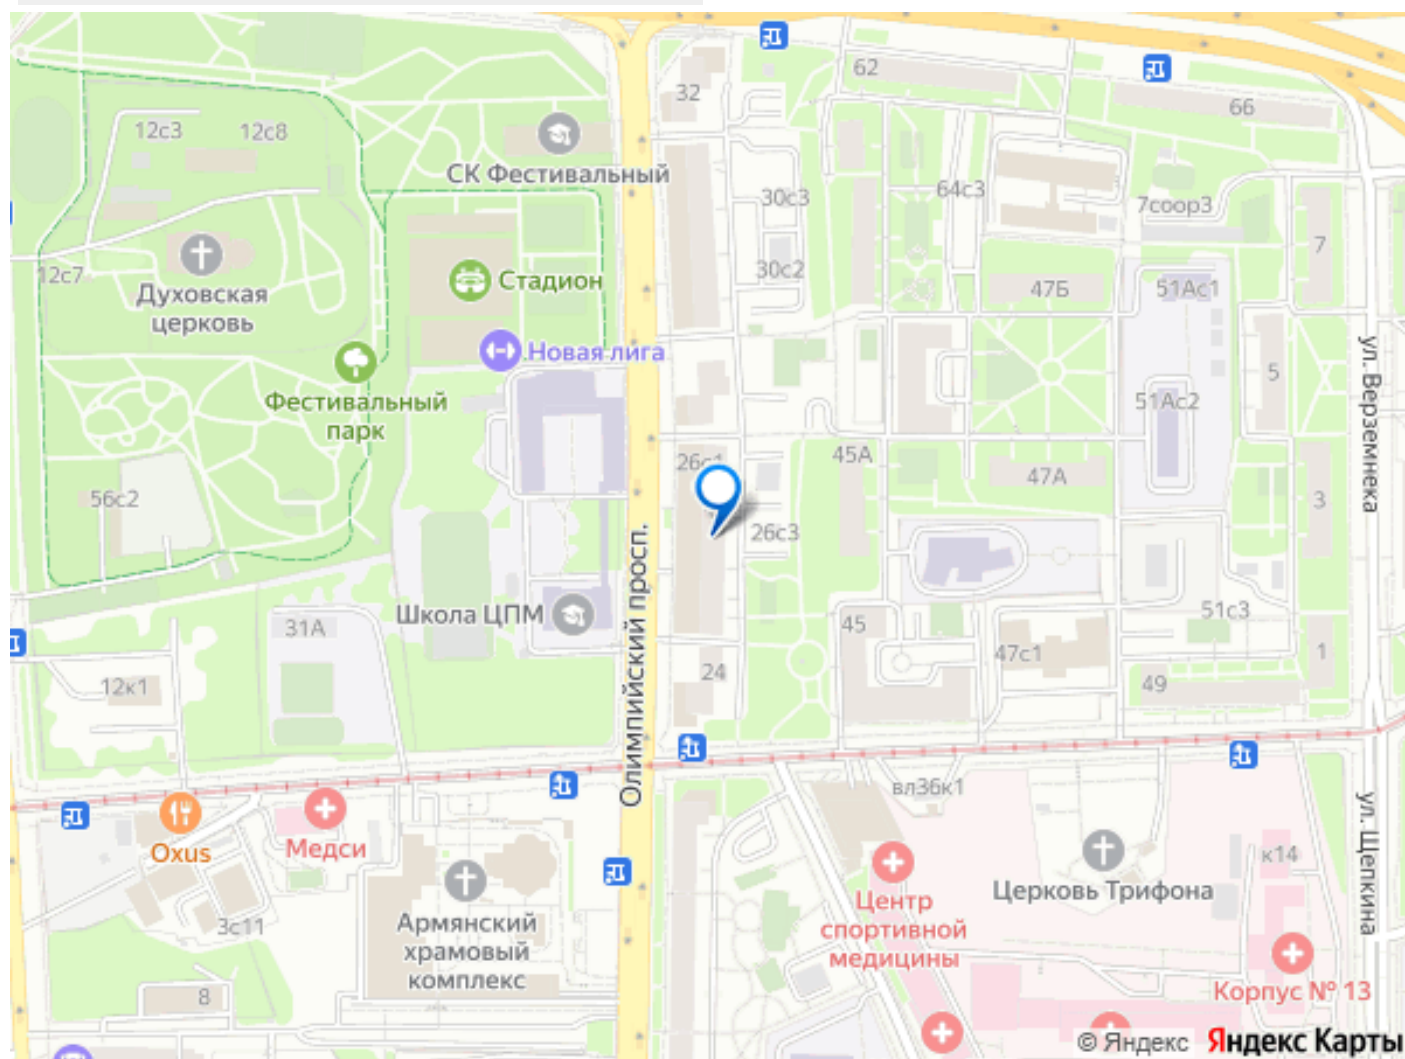 62
32
66
12с3
12с8
СК Фестивальный
30с3
64с3
7соор3
7
12с7
Духовская
церковь
Стадион
30с2
47Б
51Ас1
Новая лига
5
ул. Верземнека
Фестивальный
парк
51Ас2
26с1
45А
47А
56с2
3
26с3
Олимпийский просп.
Школа ЦПМ
31А
45
47с1
51с3
1
12к1
24
49
вл36к1
Oxus
Медси
ул. Щепкина
к14
Церковь Трифона
Центр
спортивной
медицины
3с11
Армянский
храмовый
комплекс
8
Корпус № 13
© Яндекс Яндекс Карты